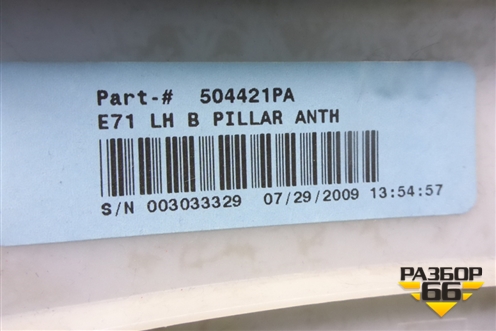 Part-# 504421PA
E71 LH B PILLAR ANTH
S/N 003033329 07/29/2009 13:54:57
РАЗБОР
66